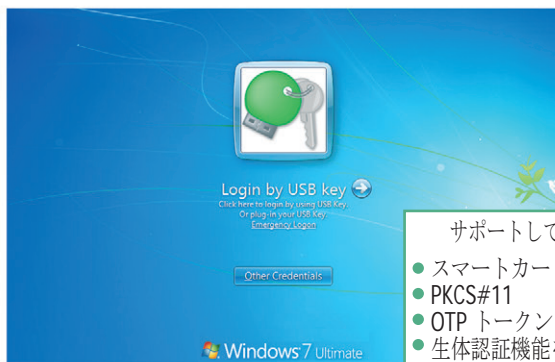 Login by USB key
Click here to login by using USB Key.
Or plug-in your USB Key.
Emergency Logon
Other Credentials
Windows 7 Ultimate
サポートして
スマートカー
PKCS#11
OTP トークン
生体認証機能